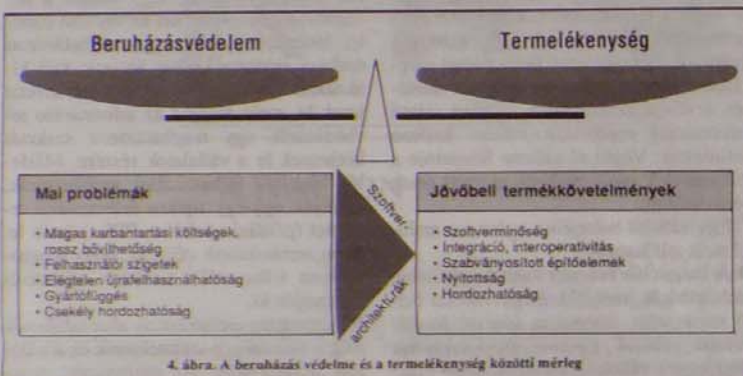 Beruházásvédelem
Termelékenység
Mai problémák
• Magas karbantartási költségek,
rossz bővíthetőség
• Felhasználói szigetek
• Elégtelen újrafelhasználhatóság
• Gyártófüggés
• Csekély hordozhatóság
Szoftver-
architektúrák
Jövőbeli termékkövetelmények
• Szoftverminőség
• Integráció, interoperativitás
• Szabványosított építőelemek
• Nyitottság
• Hordozhatóság
4. ábra. A beruházás védelme és a termelékenység közötti mérleg